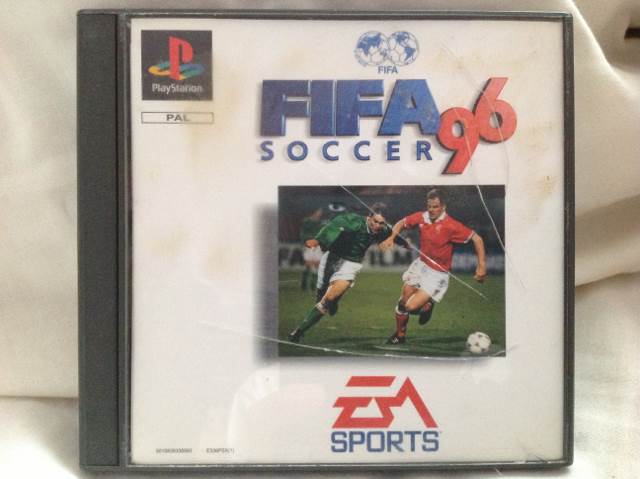 PlayStation
PAL
FIFA
FIFA
SOCCER
96
EA
SPORTS